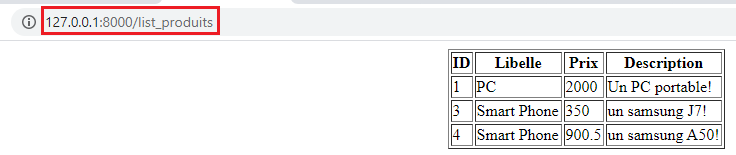 127.0.0.1:8000/list_produits
ID Libelle Prix Description
1 PC 2000 Un PC portable!
3 Smart Phone 350 un samsung J7!
4 Smart Phone 900.5 un samsung A50!